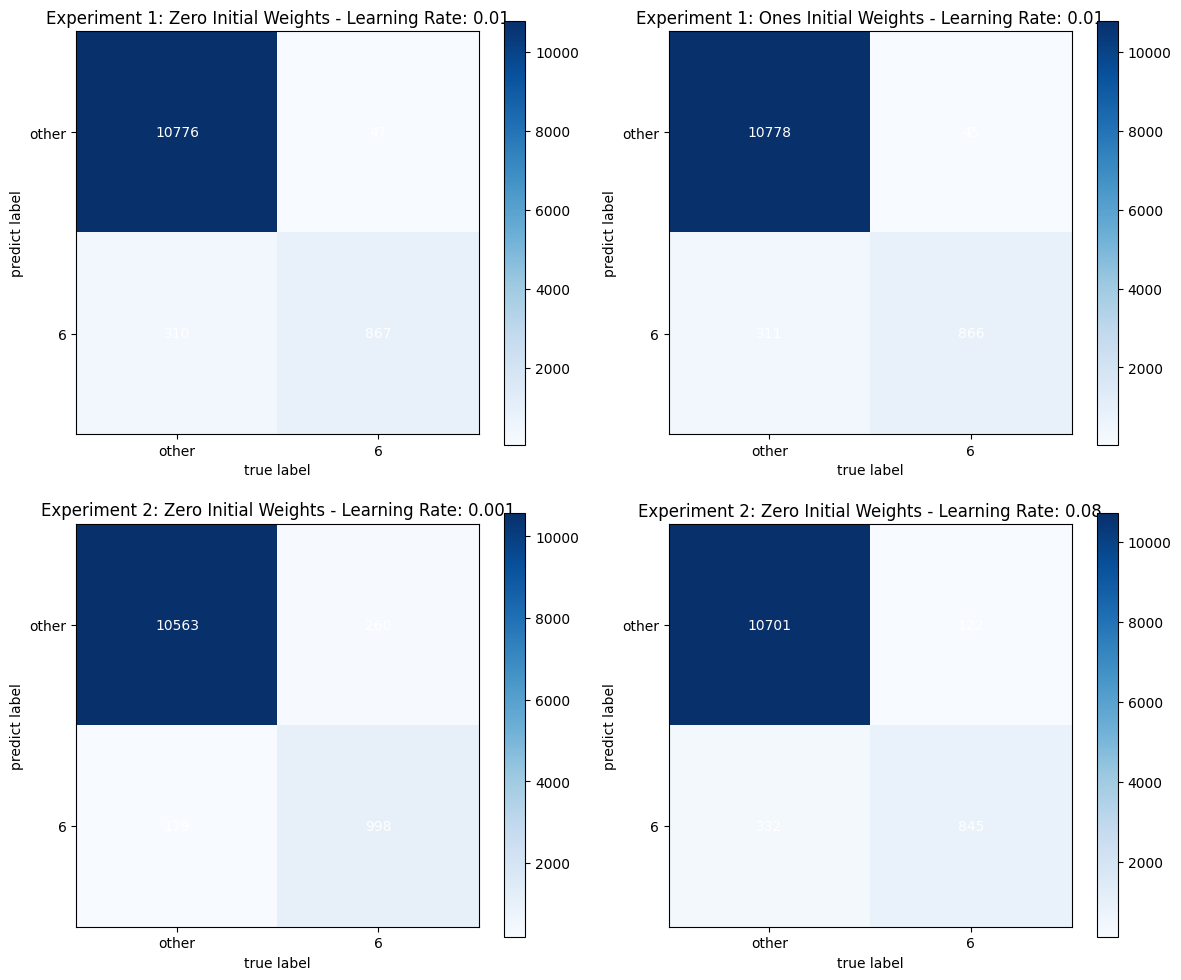 Experiment 1: Zero Initial Weights - Learning Rate: 0.01
10776
47
310
867
other
6
predict label
other
6
true label
10000
8000
6000
4000
2000
Experiment 1: Ones Initial Weights - Learning Rate: 0.01
10778
45
311
866
other
6
predict label
other
6
true label
10000
8000
6000
4000
2000
Experiment 2: Zero Initial Weights - Learning Rate: 0.001
10563
260
179
998
other
6
predict label
other
6
true label
10000
8000
6000
4000
2000
Experiment 2: Zero Initial Weights - Learning Rate: 0.08
10701
122
332
845
other
6
predict label
other
6
true label
10000
8000
6000
4000
2000